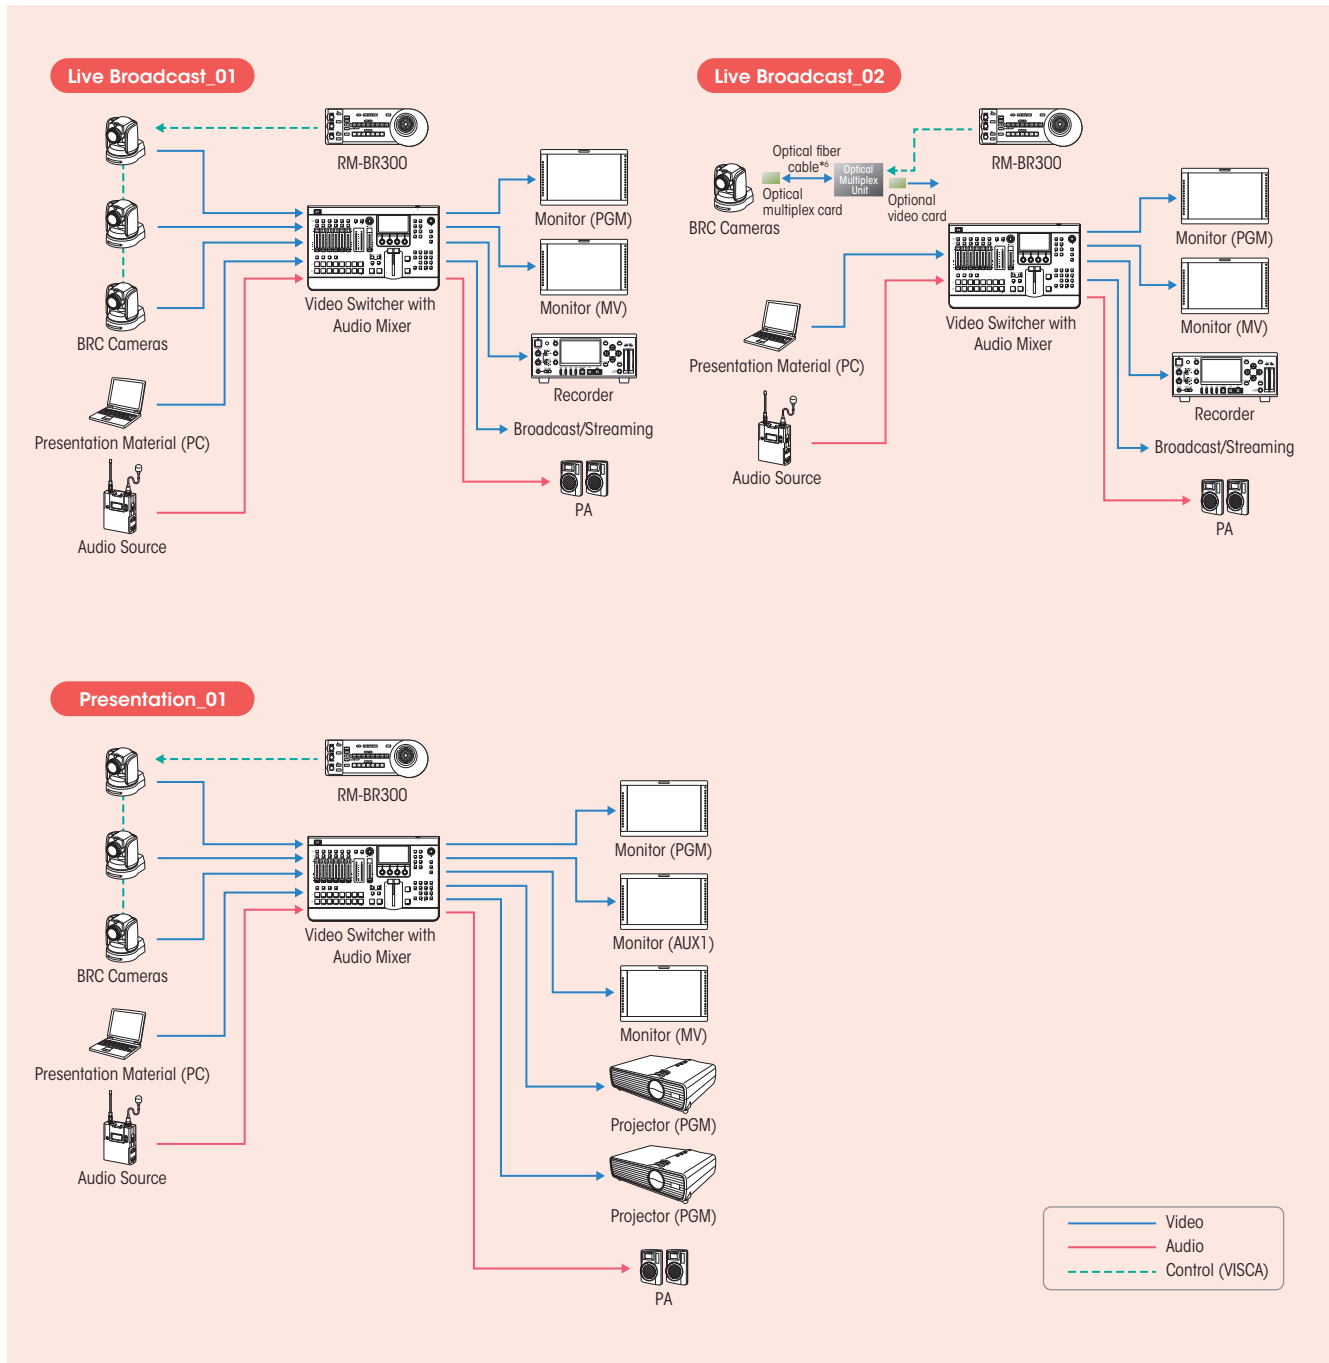 Live Broadcast_01
RM-BR300
BRC Cameras
Presentation Material (PC)
Audio Source
Video Switcher with
Audio Mixer
Monitor (PGM)
Monitor (MV)
Recorder
Broadcast/Streaming
PA
Live Broadcast_02
RM-BR300
Optical fiber
cable*6
Optical
multiplex card
Optical
Multiplex
Unit
Optional
video card
BRC Cameras
Presentation Material (PC)
Audio Source
Video Switcher with
Audio Mixer
Monitor (PGM)
Monitor (MV)
Recorder
Broadcast/Streaming
PA
Presentation_01
RM-BR300
BRC Cameras
Presentation Material (PC)
Audio Source
Video Switcher with
Audio Mixer
Monitor (PGM)
Monitor (AUX1)
Monitor (MV)
Projector (PGM)
Projector (PGM)
PA
Video
Audio
Control (VISCA)